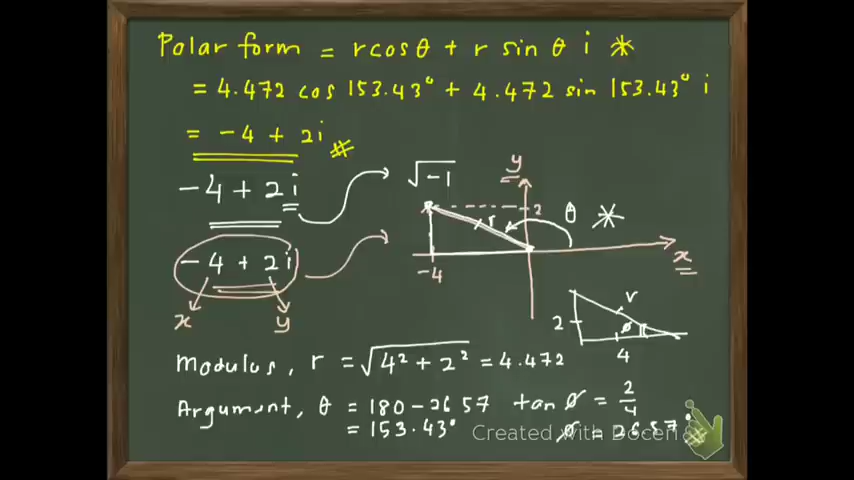 Polar form = r cos θ + r sin θ i *
= 4.472 cos 153.43° + 4.472 sin 153.43° i
= -4 + 2i #
-4 + 2i
√-1
y
2
r
θ *
-4
x
-4 + 2i
x y
r
2
ø
4
Modulus, r = √4² + 2² = 4.472
Argument, θ = 180 - 26 57
= 153.43°
tan ø = 2/4
ø = 26.57°
Created with Doceri